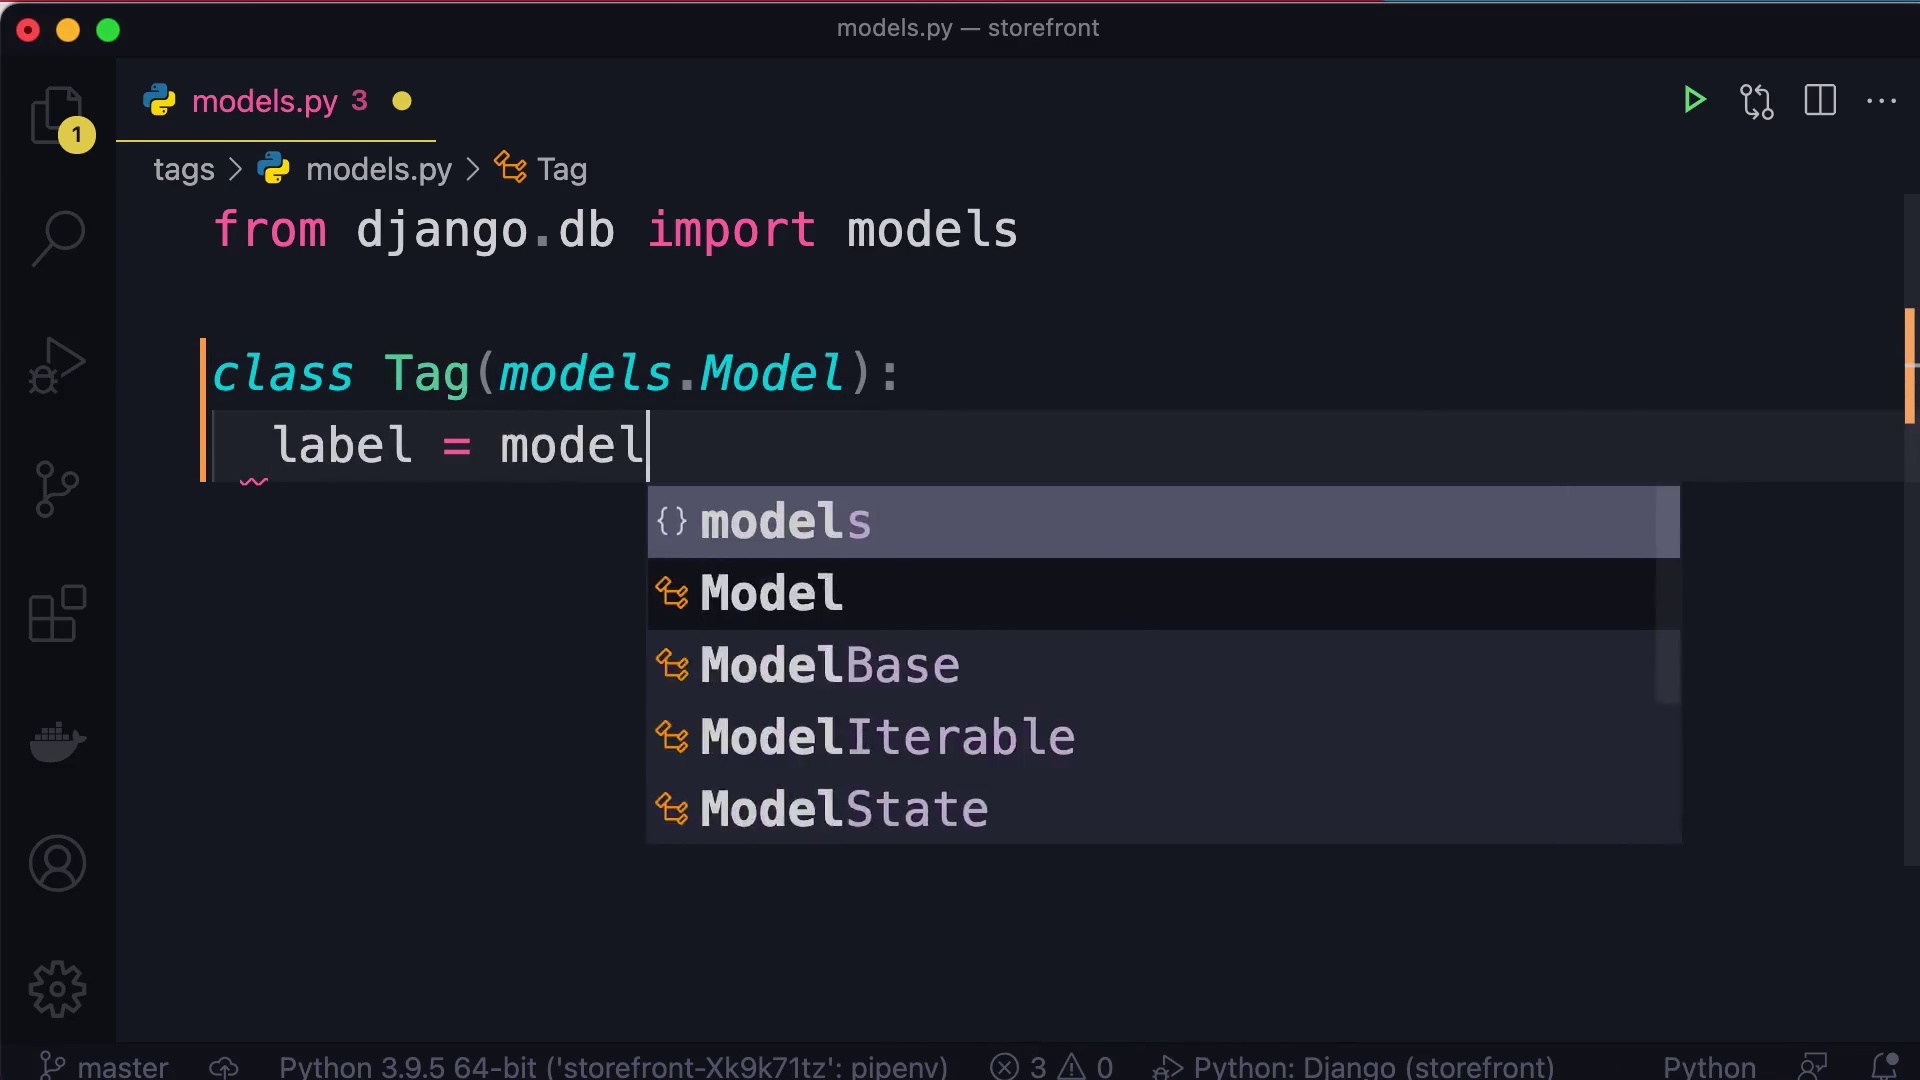 models.py — storefront
models.py 3
1
tags > models.py > Tag
from django.db import models
class Tag(models.Model):
label = model
{} models
Model
ModelBase
ModelIterable
ModelState
master Python 3.9.5 64-bit ('storefront-Xk9k71tz': pipenv) 3 0 Python: Django (storefront) Python